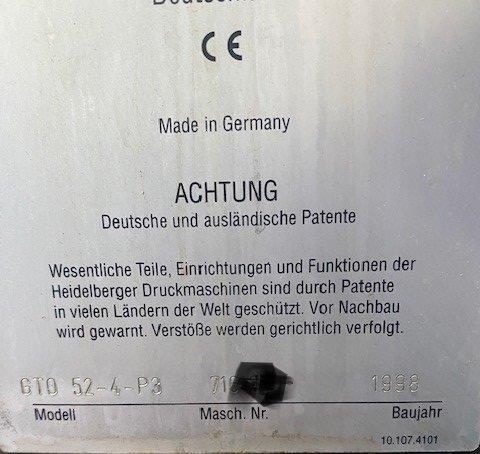 CE
Made in Germany
ACHTUNG
Deutsche und ausländische Patente
Wesentliche Teile, Einrichtungen und Funktionen der
Heidelberger Druckmaschinen sind durch Patente
in vielen Ländern der Welt geschützt. Vor Nachbau
wird gewarnt. Verstöße werden gerichtlich verfolgt.
GTO 52-4-P3 1998
Modell Masch. Nr. Baujahr
10.107.4101